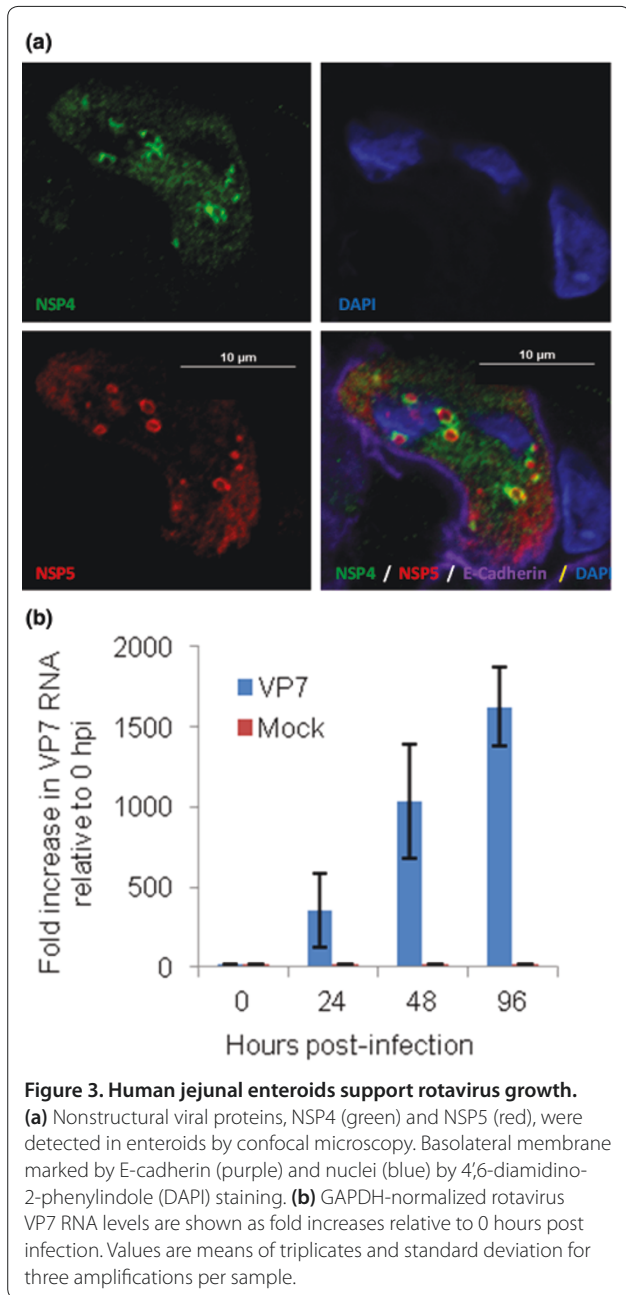 (a)
NSP4
DAPI
10 µm
10 µm
NSP5
NSP4 / NSP5 / E-Cadherin / DAPI
(b)
Fold increase in VP7 RNA
relative to 0 hpi
2000
1500
1000
500
0
VP7
Mock
0 24 48 96
Hours post-infection
Figure 3. Human jejunal enteroids support rotavirus growth.
(a) Nonstructural viral proteins, NSP4 (green) and NSP5 (red), were
detected in enteroids by confocal microscopy. Basolateral membrane
marked by E-cadherin (purple) and nuclei (blue) by 4′,6-diamidino-
2-phenylindole (DAPI) staining. (b) GAPDH-normalized rotavirus
VP7 RNA levels are shown as fold increases relative to 0 hours post
infection. Values are means of triplicates and standard deviation for
three amplifications per sample.